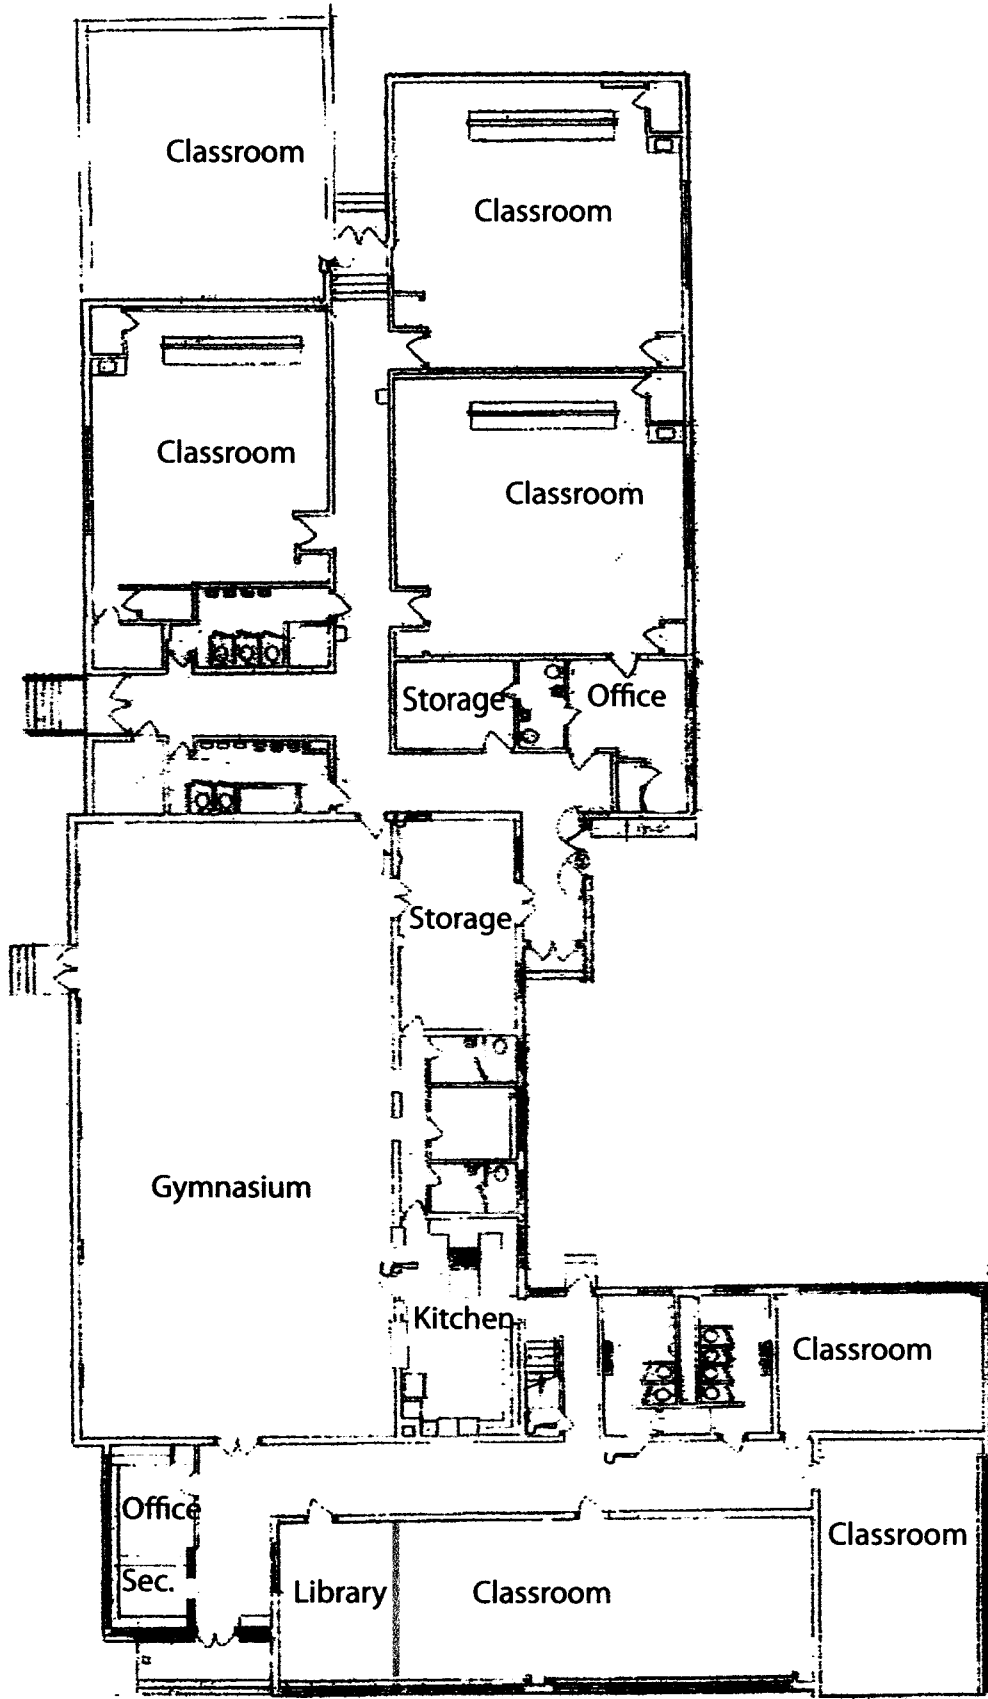 Classroom
Classroom
Classroom
Classroom
Storage
Office
Storage
Gymnasium
Kitchen
Classroom
Office
Classroom
Sec.
Library
Classroom